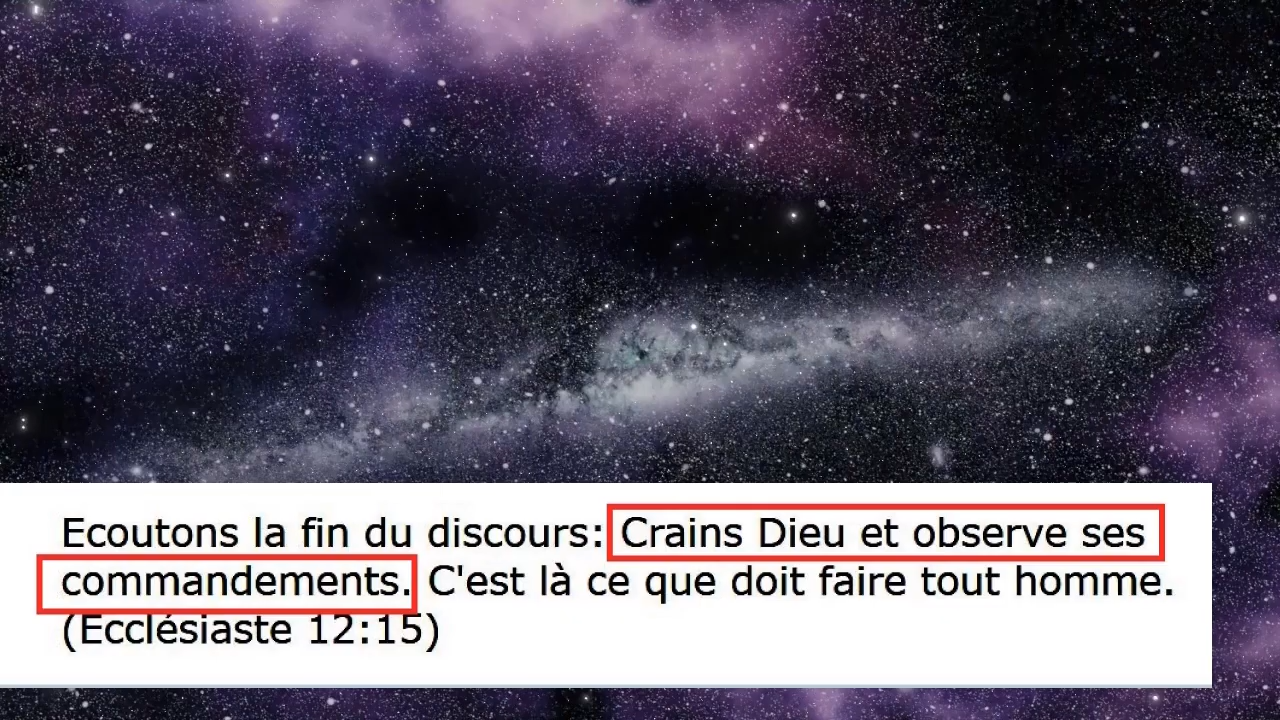 Ecoutons la fin du discours: Crains Dieu et observe ses
commandements. C'est là ce que doit faire tout homme.
(Ecclésiaste 12:15)